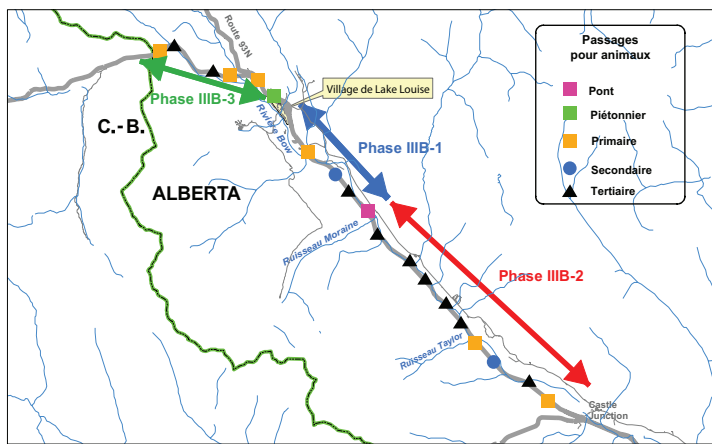 Route 93N
Passages
pour animaux
Pont
Piétonnier
Primaire
Secondaire
Tertiaire
Village de Lake Louise
Phase IIIB-3
Rivière Bow
C.-B.
Phase IIIB-1
ALBERTA
Ruisseau Moraine
Phase IIIB-2
Ruisseau Taylor
Castle
Junction